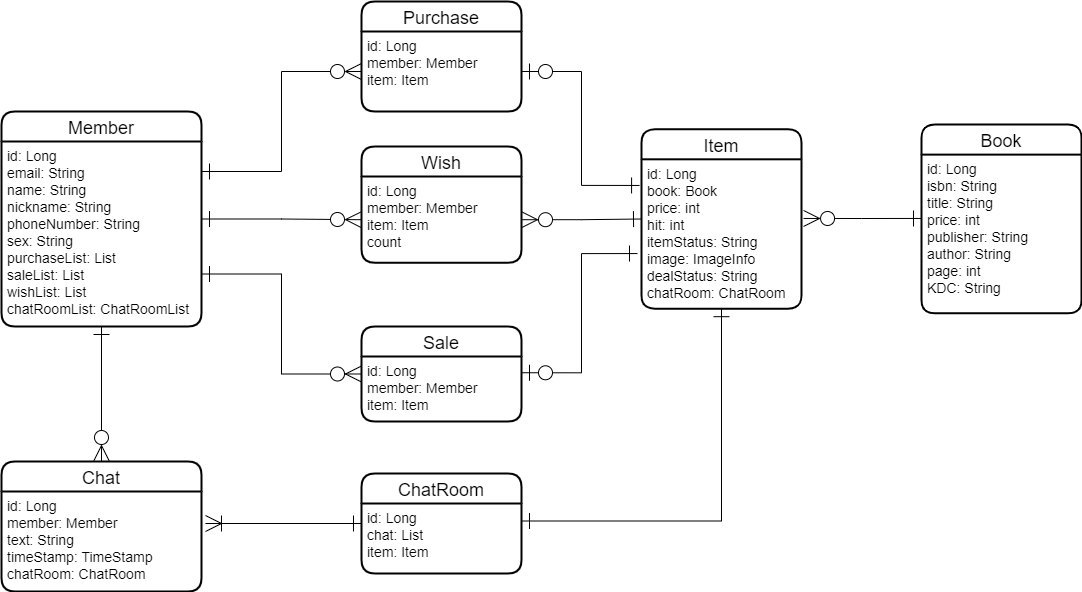 Purchase
id: Long
member: Member
item: Item
Member
id: Long
email: String
name: String
nickname: String
phoneNumber: String
sex: String
purchaseList: List
saleList: List
wishList: List
chatRoomList: ChatRoomList
Wish
id: Long
member: Member
item: Item
count
Item
id: Long
book: Book
price: int
hit: int
itemStatus: String
image: ImageInfo
dealStatus: String
chatRoom: ChatRoom
Book
id: Long
isbn: String
title: String
price: int
publisher: String
author: String
page: int
KDC: String
Sale
id: Long
member: Member
item: Item
Chat
id: Long
member: Member
text: String
timeStamp: TimeStamp
chatRoom: ChatRoom
ChatRoom
id: Long
chat: List
item: Item